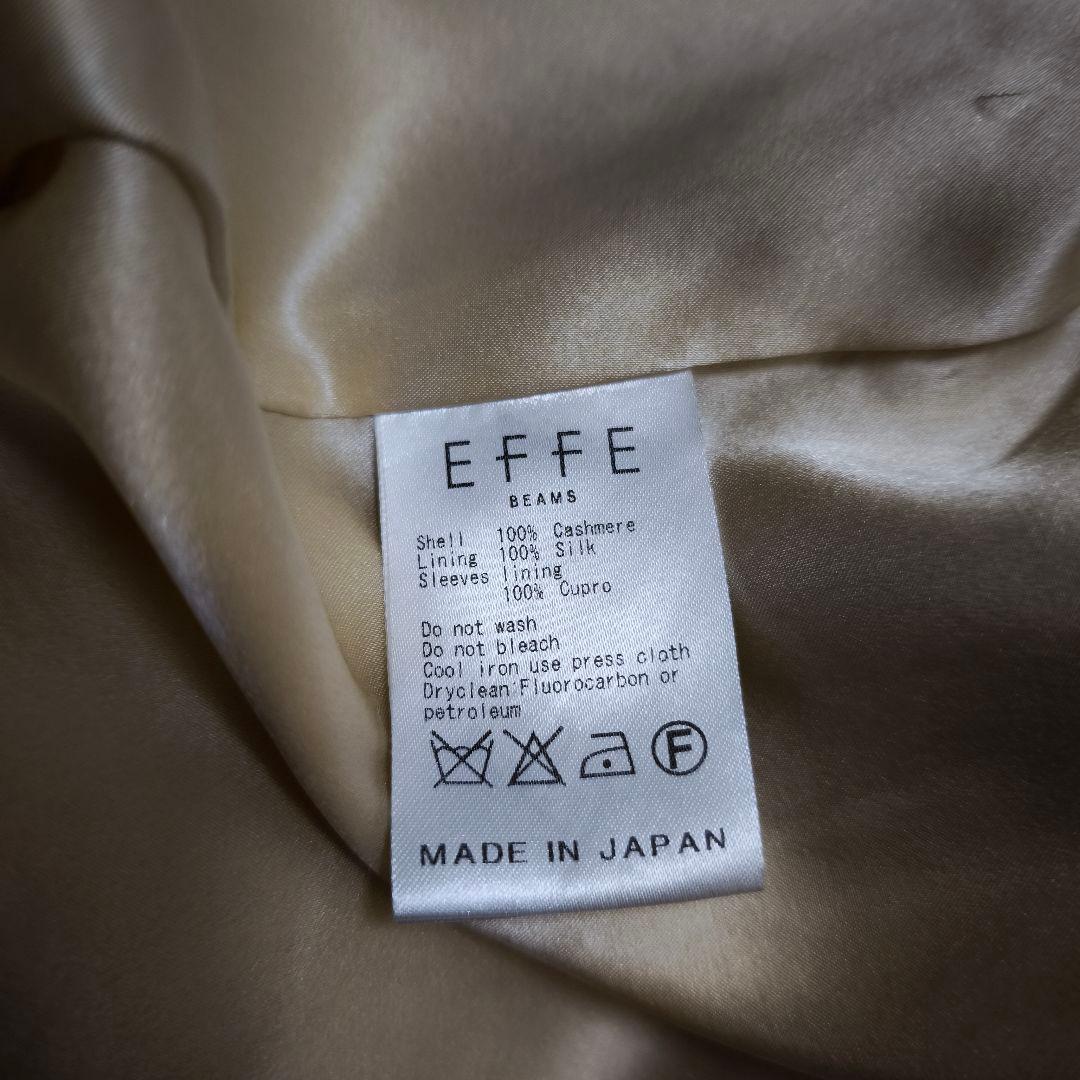 EFFE
BEAMS
Shell 100% Cashmere
Lining 100% Silk
Sleeves lining
100% Cupro
Do not wash
Do not bleach
Cool iron use press cloth
Dryclean:Fluorocarbon or
petroleum
F
MADE IN JAPAN